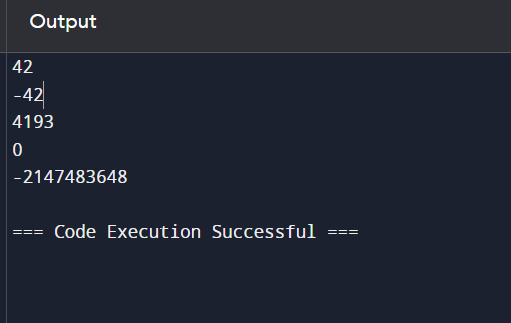 Output
42
-42
4193
0
-2147483648
=== Code Execution Successful ===